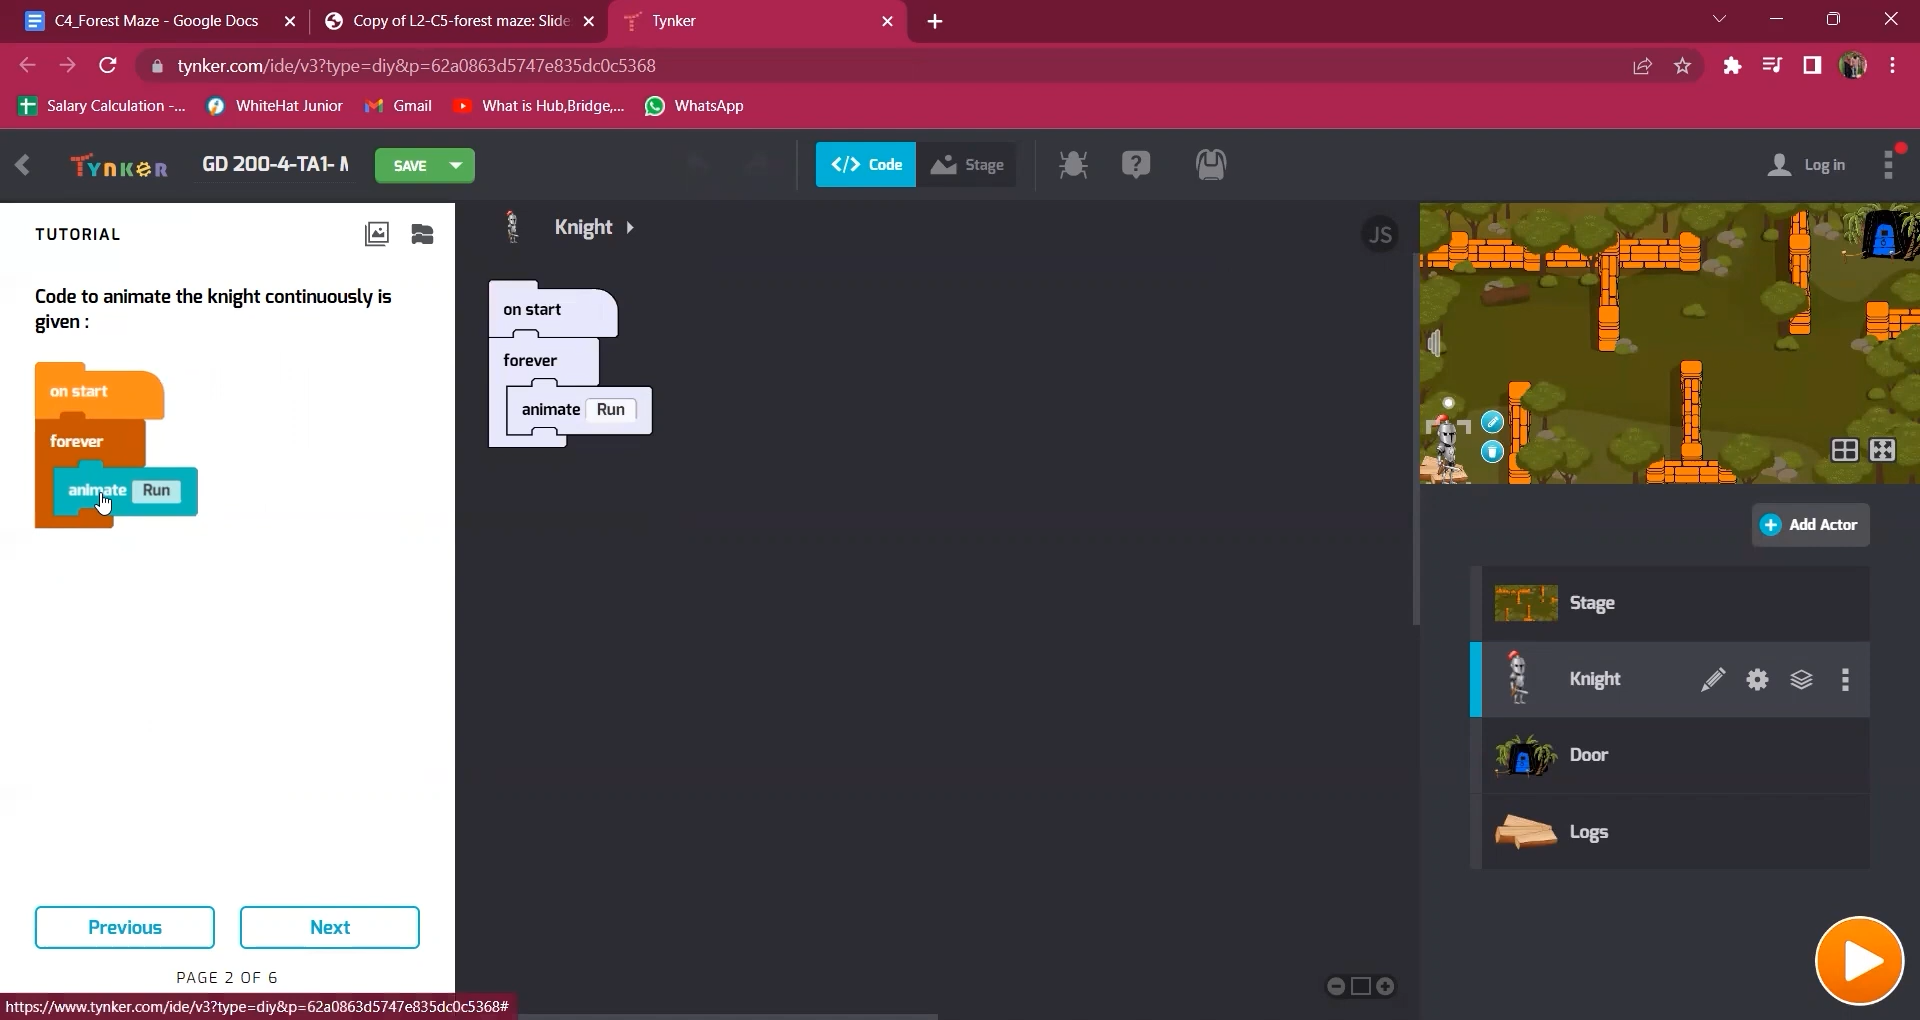 C4_Forest Maze - Google Docs
Copy of L2-C5-forest maze: Slide
Tynker
tynker.com/ide/v3?type=diy&p=62a0863d5747e835dc0c5368
Salary Calculation -...
WhiteHat Junior
Gmail
What is Hub,Bridge,...
WhatsApp
TYNKER
GD 200-4-TA1-
SAVE
</> Code
Stage
Log in
TUTORIAL
Knight
JS
Code to animate the knight continuously is
given :
on start
forever
animate Run
on start
forever
animate Run
Add Actor
Stage
Knight
Door
Logs
Previous
Next
PAGE 2 OF 6
https://www.tynker.com/ide/v3?type=diy&p=62a0863d5747e835dc0c5368#